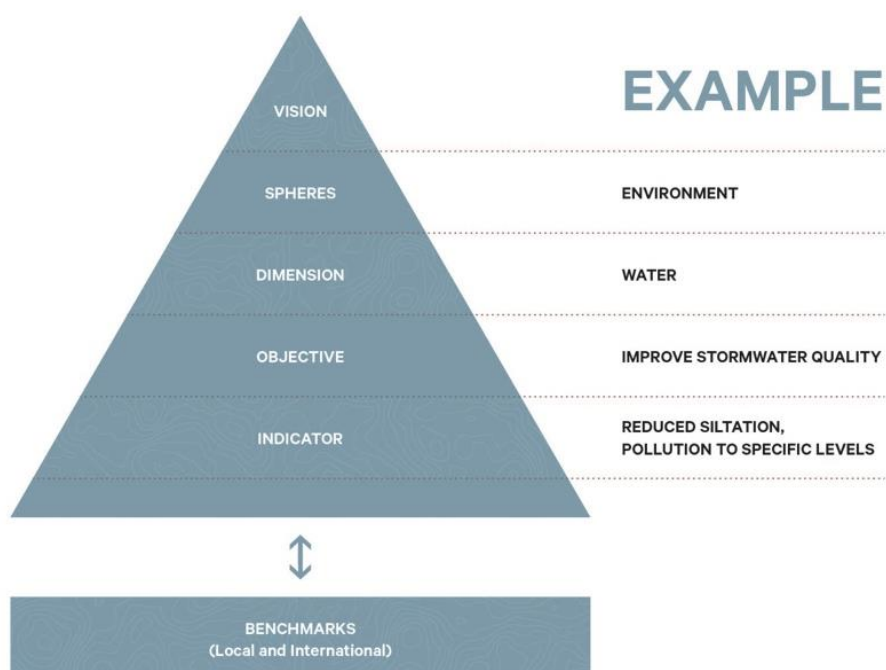 EXAMPLE
VISION
SPHERES
ENVIRONMENT
DIMENSION
WATER
OBJECTIVE
IMPROVE STORMWATER QUALITY
INDICATOR
REDUCED SILTATION,
POLLUTION TO SPECIFIC LEVELS
BENCHMARKS
(Local and International)